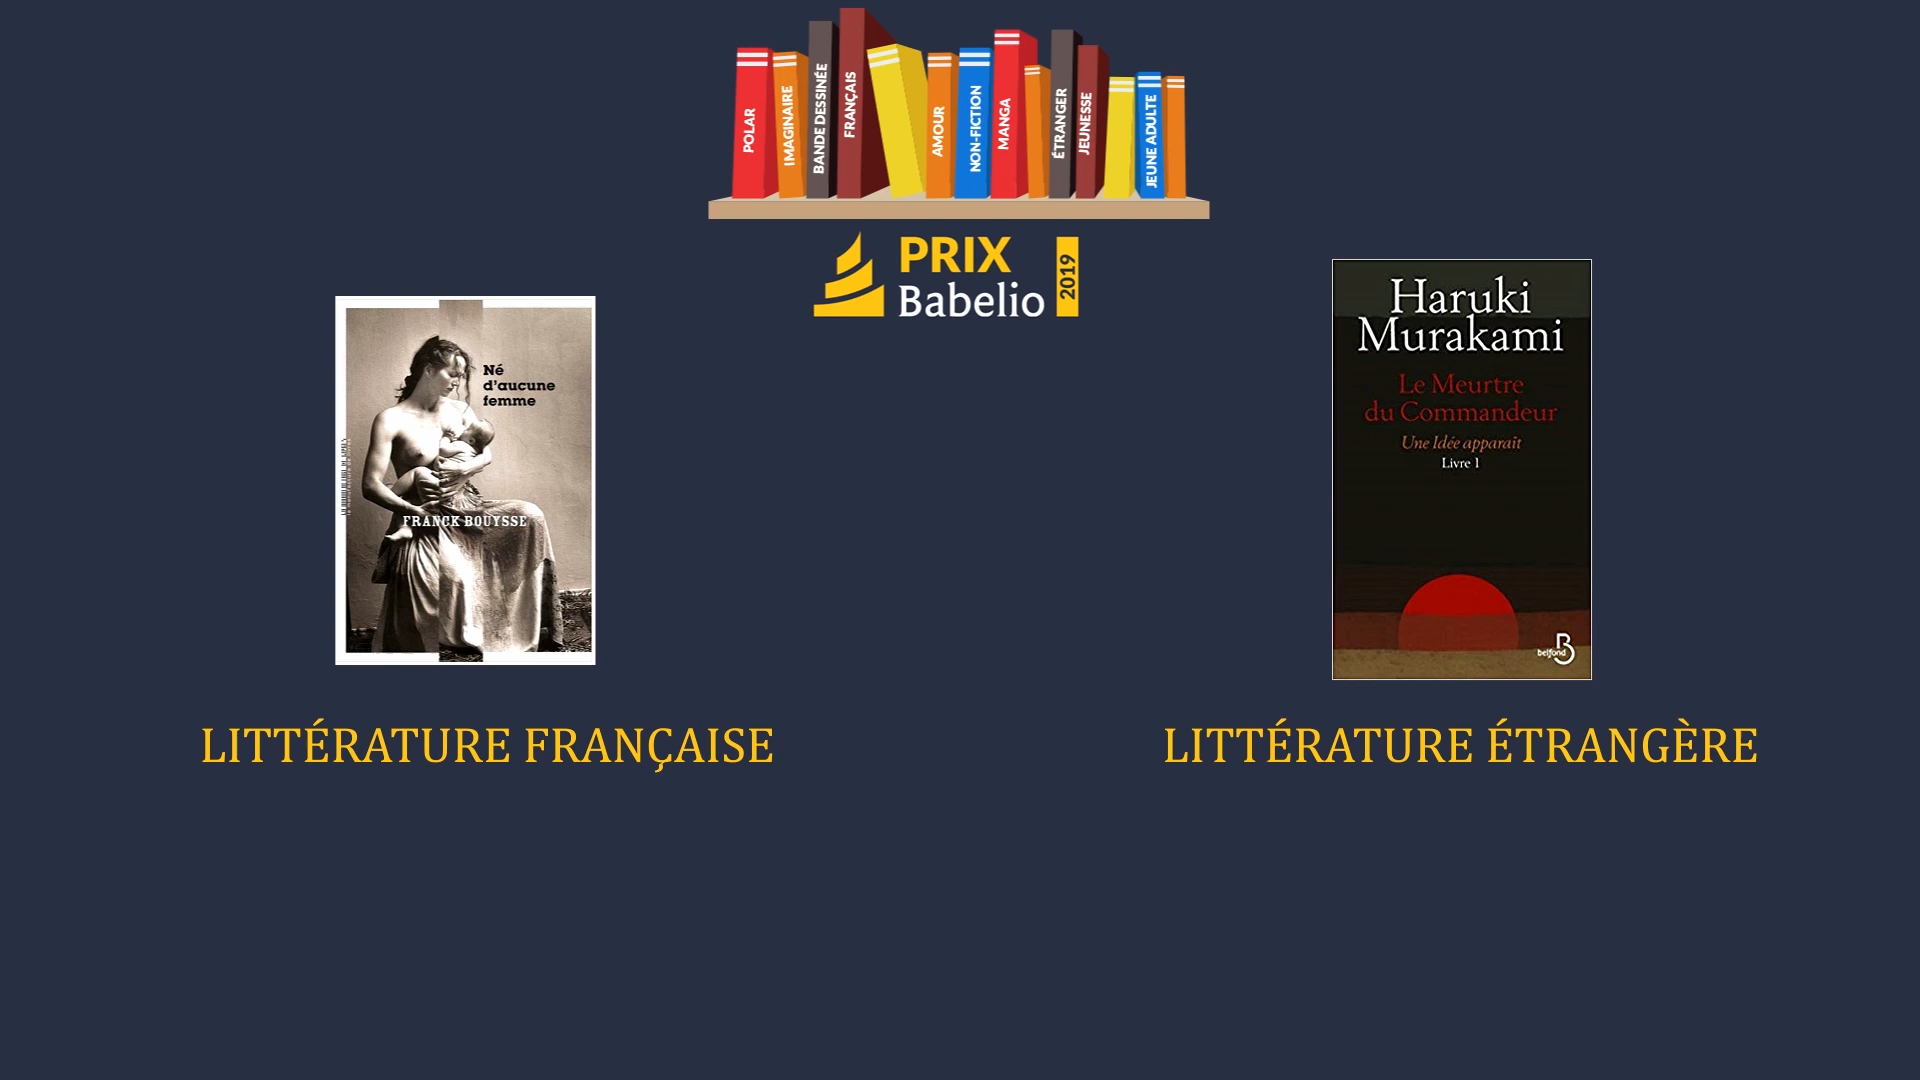 POLAR
IMAGINAIRE
BANDE DESSINÉE
FRANÇAIS
AMOUR
NON-FICTION
MANGA
ÉTRANGER
JEUNESSE
JEUNE ADULTE
PRIX
Babelio
2019
Né
d'aucune
femme
FRANCK BOUYSSE
Haruki
Murakami
Le Meurtre
du Commandeur
Une Idée apparaît
Livre 1
belfond
LITTÉRATURE FRANÇAISE
LITTÉRATURE ÉTRANGÈRE